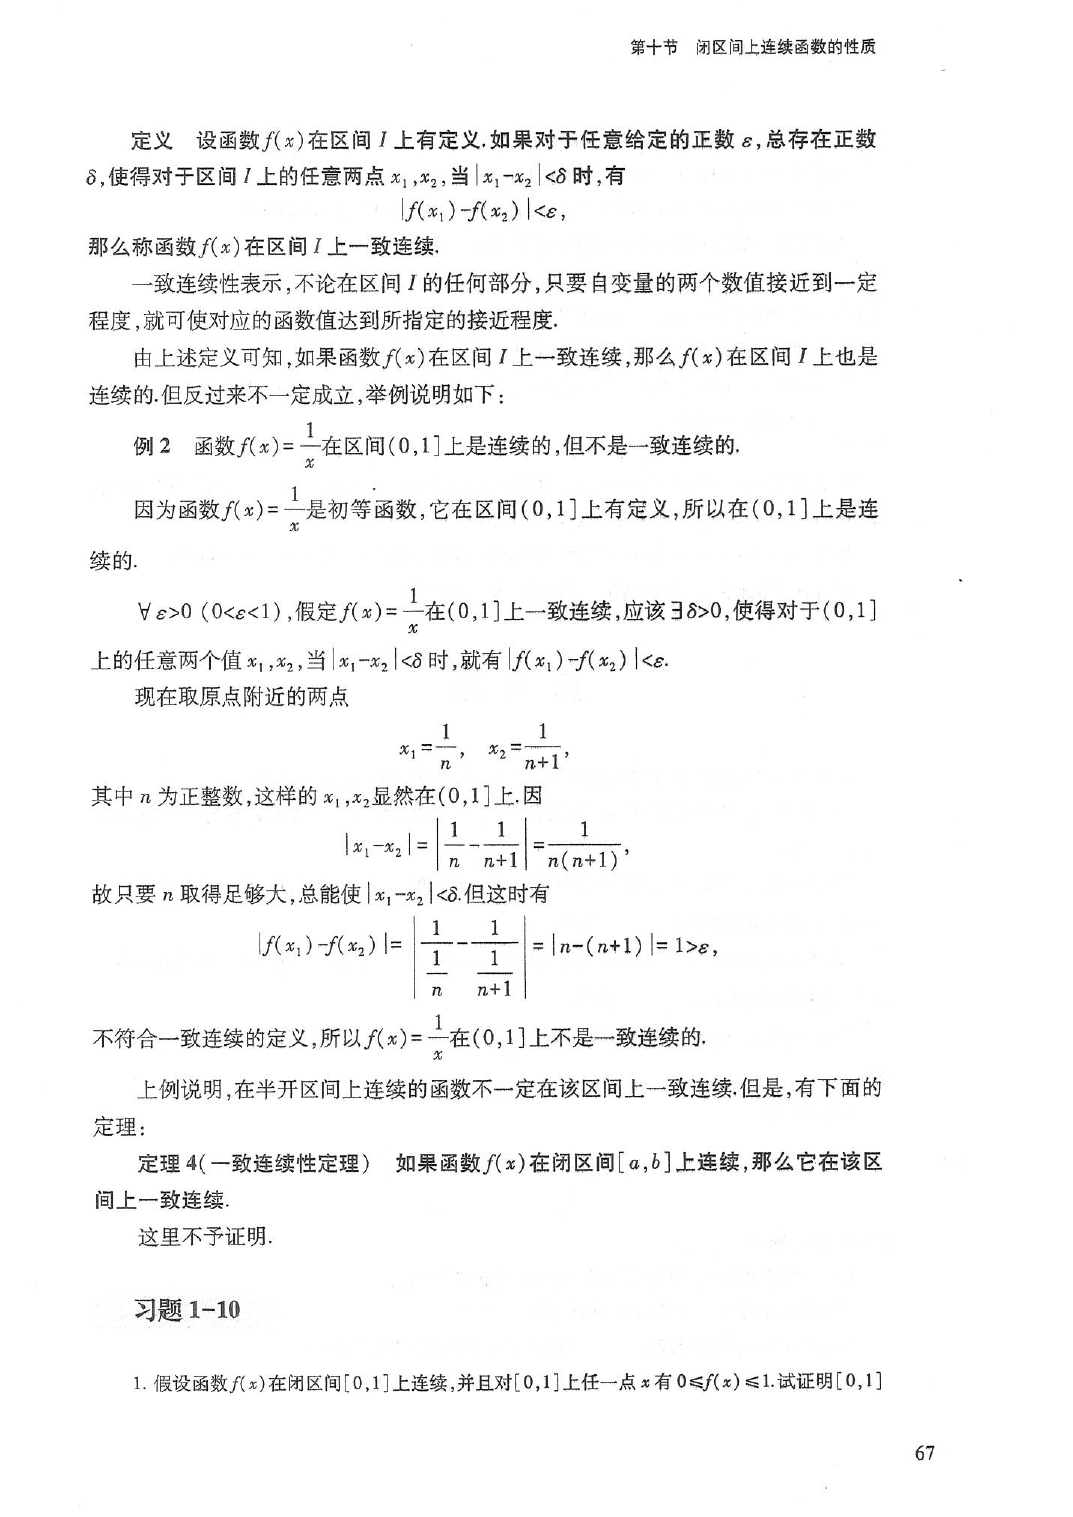 第十节 闭区间上连续函数的性质
定义 设函数f(x)在区间 I 上有定义.如果对于任意给定的正数 ε,总存在正数
δ,使得对于区间 I 上的任意两点 x₁,x₂,当|x₁-x₂|<δ 时,有
|f(x₁)-f(x₂)|<ε,
那么称函数f(x)在区间 I 上一致连续.
一致连续性表示,不论在区间 I 的任何部分,只要自变量的两个数值接近到一定
程度,就可使对应的函数值达到所指定的接近程度.
由上述定义可知,如果函数f(x)在区间 I 上一致连续,那么 f(x)在区间 I 上也是
连续的.但反过来不一定成立,举例说明如下:
例 2 函数f(x)=1/x在区间(0,1]上是连续的,但不是一致连续的.
因为函数f(x)=1/x是初等函数,它在区间(0,1]上有定义,所以在(0,1]上是连
续的.
∀ε>0 (0<ε<1),假定f(x)=1/x在(0,1]上一致连续,应该∃δ>0,使得对于(0,1]
上的任意两个值 x₁,x₂,当|x₁-x₂|<δ 时,就有|f(x₁)-f(x₂)|<ε.
现在取原点附近的两点
x₁=1/n, x₂=1/(n+1),
其中 n 为正整数,这样的 x₁,x₂显然在(0,1]上.因
|x₁-x₂|=|1/n-1/(n+1)|=1/(n(n+1)),
故只要 n 取得足够大,总能使|x₁-x₂|<δ.但这时有
|f(x₁)-f(x₂)|=|1/(1/n)-1/(1/(n+1))|=|n-(n+1)|=1>ε,
不符合一致连续的定义,所以f(x)=1/x在(0,1]上不是一致连续的.
上例说明,在半开区间上连续的函数不一定在该区间上一致连续.但是,有下面的
定理:
定理 4(一致连续性定理) 如果函数f(x)在闭区间[a,b]上连续,那么它在该区
间上一致连续.
这里不予证明.
习题 1-10
1. 假设函数f(x)在闭区间[0,1]上连续,并且对[0,1]上任一点 x 有 0≤f(x)≤1.试证明[0,1]
67